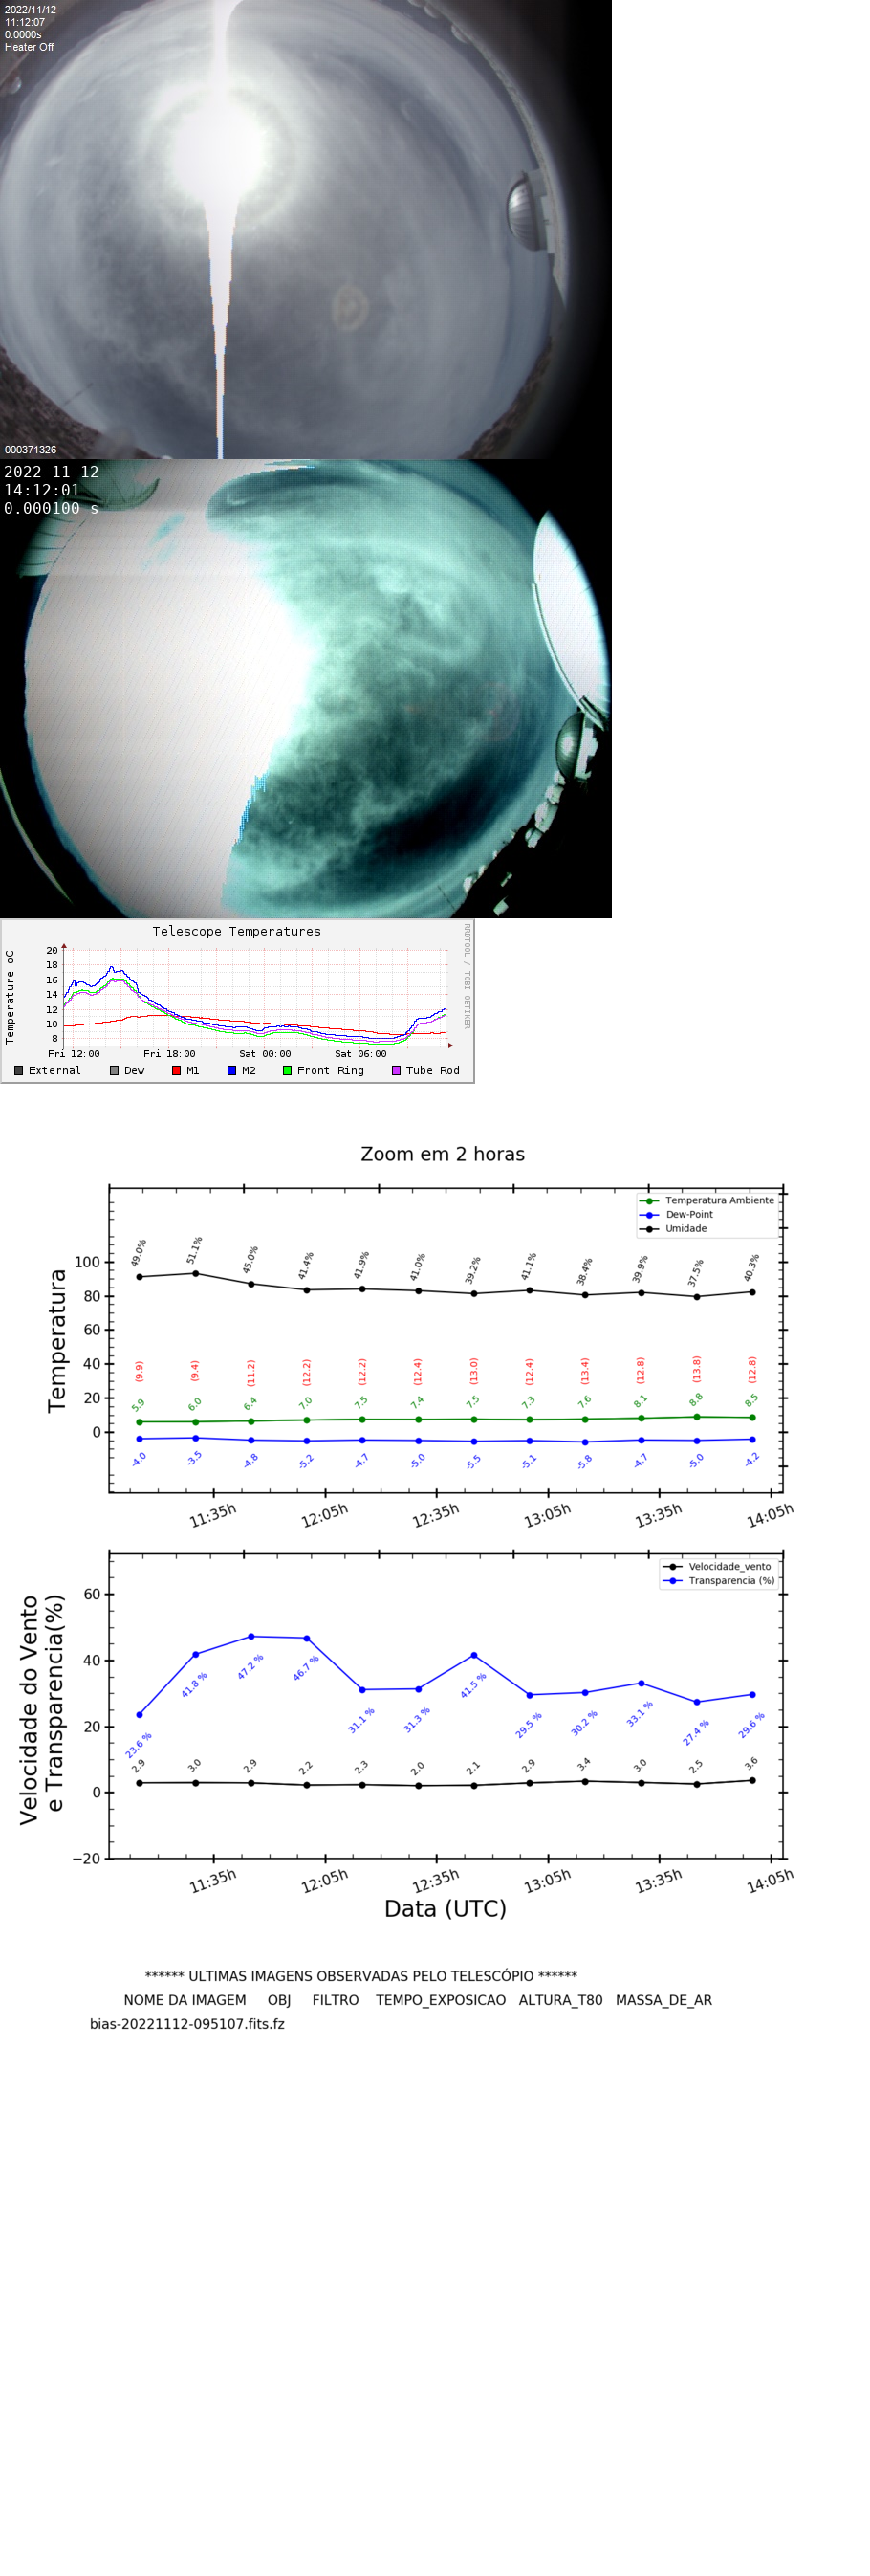 2022/11/12
11:12:07
0.0000s
Heater Off
000371326
2022-11-12
14:12:01
0.000100 s
Telescope Temperatures
RRDTOOL / TOBI OETIKER
Temperature oC
20
18
16
14
12
10
8
Fri 12:00 Fri 18:00 Sat 00:00 Sat 06:00
External Dew M1 M2 Front Ring Tube Rod
Zoom em 2 horas
Temperatura Ambiente
Dew-Point
Umidade
Temperatura
100
80
60
40
20
0
49.0% 51.1% 45.0% 41.4% 41.9% 41.0% 39.2% 41.1% 38.4% 39.9% 37.5% 40.3%
(9.9) (9.4) (11.2) (12.2) (12.2) (12.4) (13.0) (12.4) (13.4) (12.8) (13.8) (12.8)
5.9 6.0 6.4 7.0 7.5 7.4 7.5 7.3 7.6 8.1 8.8 8.5
-4.0 -3.5 -4.8 -5.2 -4.7 -5.0 -5.5 -5.1 -5.8 -4.7 -5.0 -4.2
11:35h 12:05h 12:35h 13:05h 13:35h 14:05h
Velocidade_vento
Transparencia (%)
Velocidade do Vento
e Transparencia(%)
60
40
20
0
−20
23.6 % 41.8 % 47.2 % 46.7 % 31.1 % 31.3 % 41.5 % 29.5 % 30.2 % 33.1 % 27.4 % 29.6 %
2.9 3.0 2.9 2.2 2.3 2.0 2.1 2.9 3.4 3.0 2.5 3.6
11:35h 12:05h 12:35h 13:05h 13:35h 14:05h
Data (UTC)
****** ULTIMAS IMAGENS OBSERVADAS PELO TELESCÓPIO ******
NOME DA IMAGEM OBJ FILTRO TEMPO_EXPOSICAO ALTURA_T80 MASSA_DE_AR
bias-20221112-095107.fits.fz